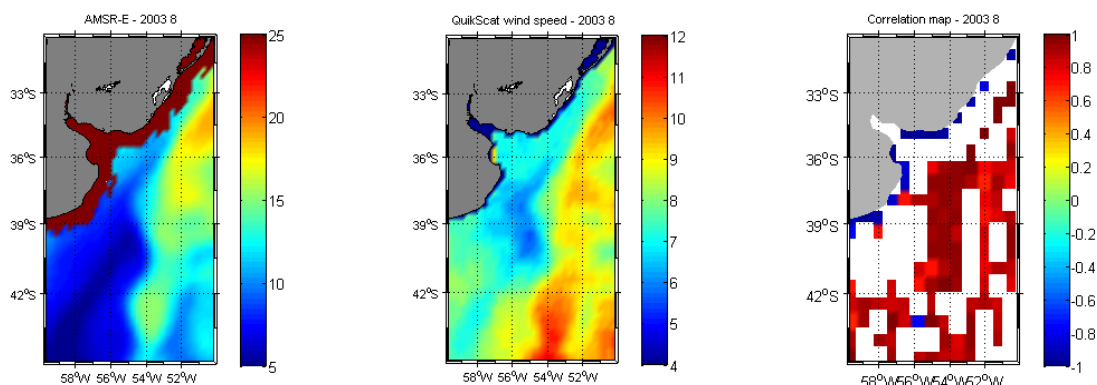 AMSR-E - 2003 8
33°S
36°S
39°S
42°S
58°W 56°W 54°W 52°W
25
20
15
10
5
QuikScat wind speed - 2003 8
33°S
36°S
39°S
42°S
58°W 56°W 54°W 52°W
12
11
10
9
8
7
6
5
4
Correlation map - 2003 8
33°S
36°S
39°S
42°S
58°W56°W54°W52°W
1
0.8
0.6
0.4
0.2
0
-0.2
-0.4
-0.6
-0.8
-1